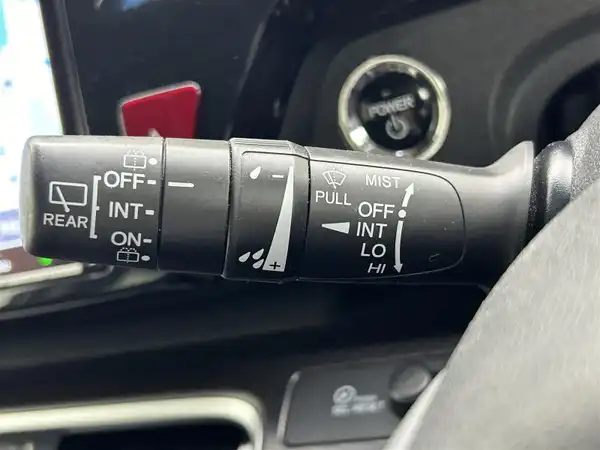 POWER
REAR
OFF
INT
ON
−
+
PULL
MIST
OFF
INT
LO
HI